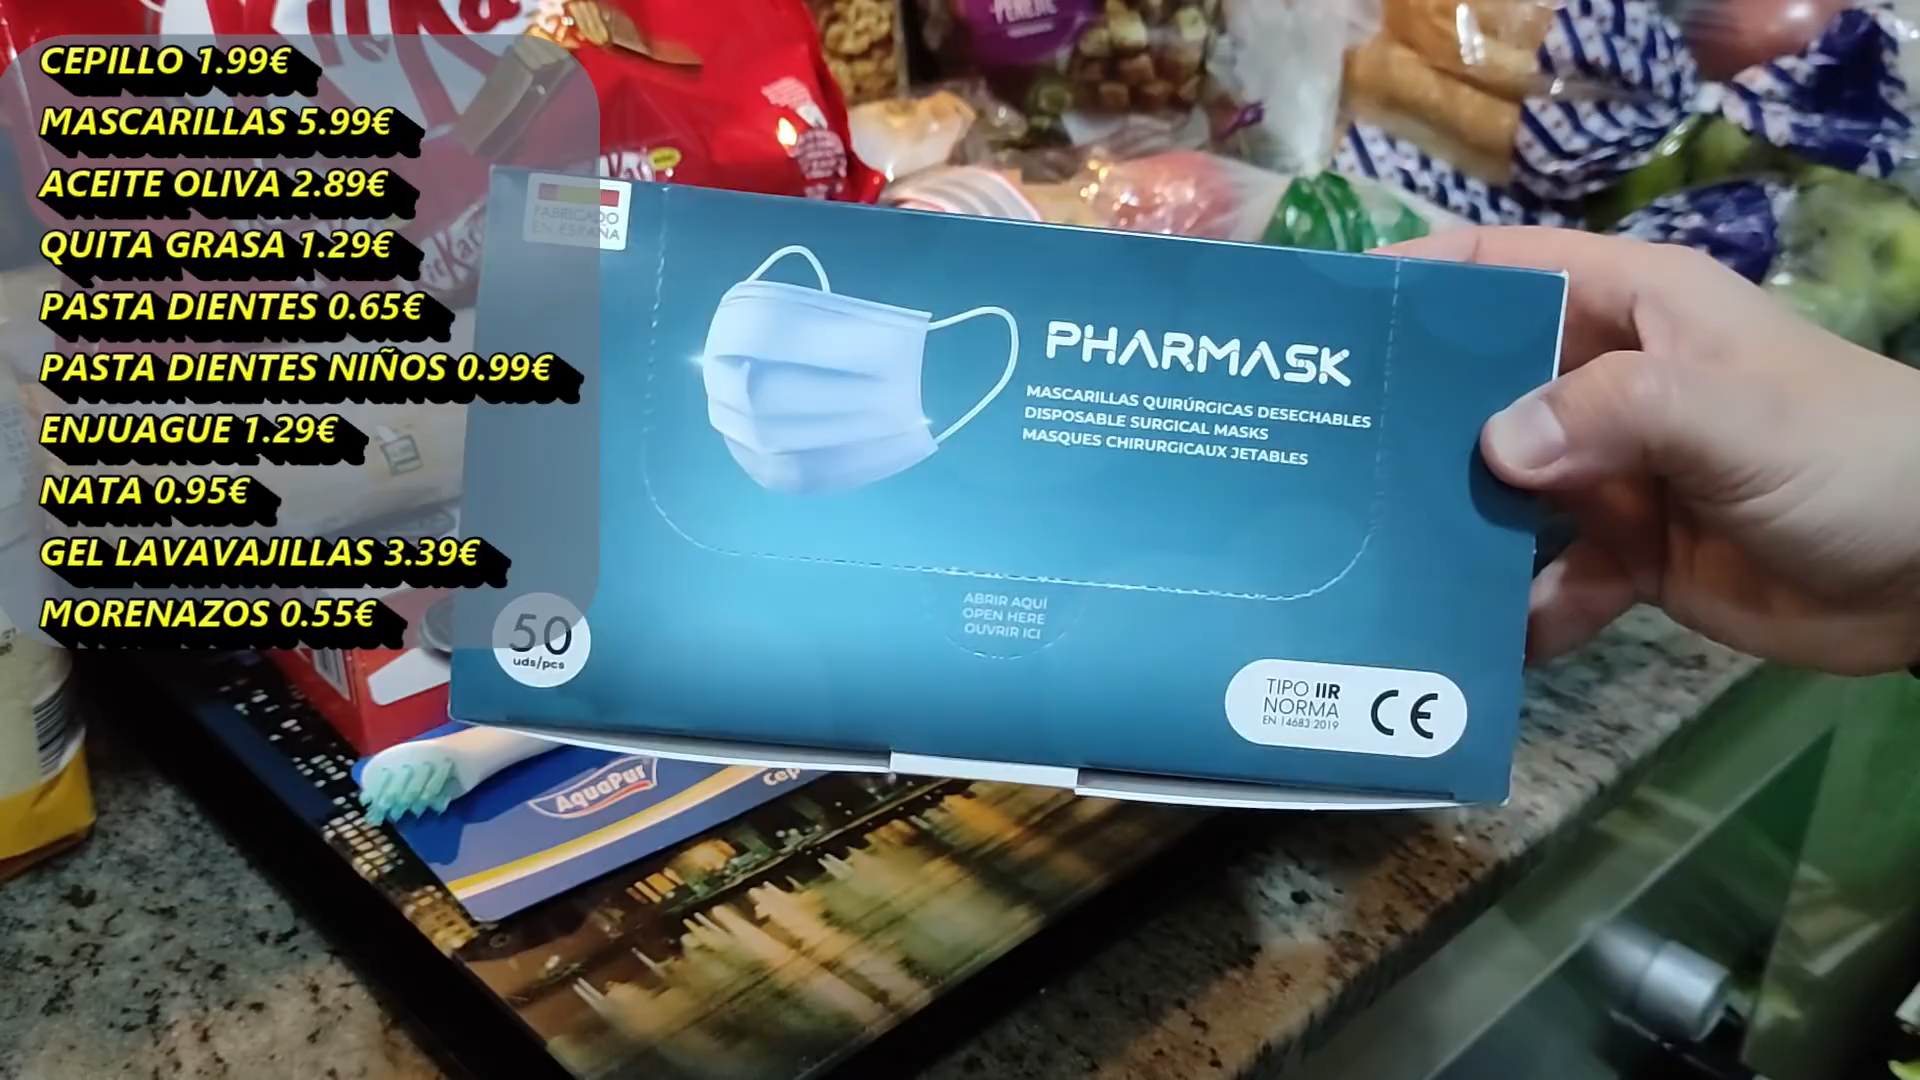 CEPILLO 1.99€
MASCARILLAS 5.99€
ACEITE OLIVA 2.89€
QUITA GRASA 1.29€
PASTA DIENTES 0.65€
PASTA DIENTES NIÑOS 0.99€
ENJUAGUE 1.29€
NATA 0.95€
GEL LAVAVAJILLAS 3.39€
MORENAZOS 0.55€
FABRICADO
EN ESPAÑA
PHARMASK
MASCARILLAS QUIRÚRGICAS DESECHABLES
DISPOSABLE SURGICAL MASKS
MASQUES CHIRURGICAUX JETABLES
ABRIR AQUÍ
OPEN HERE
OUVRIR ICI
50
uds/pcs
TIPO IIR
NORMA
EN 14683:2019
CE
AquaPur
Cep